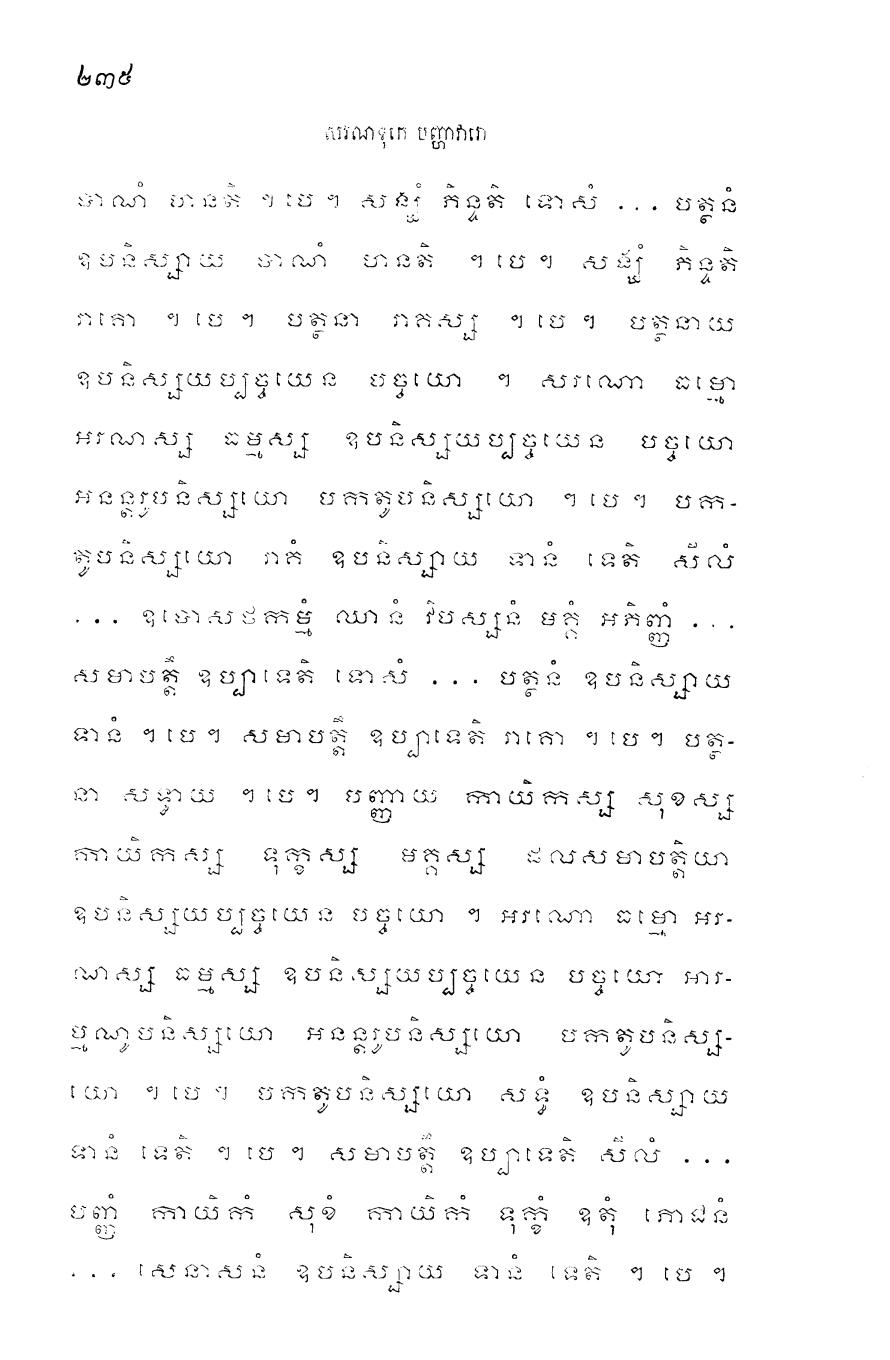 ២៣៥
សរណទុកេ បញ្ហាវារោ
បាណំ ហនតិ ។ បេ ។ សង្ឃំ ភិន្ទតិ ទោសំ ... បត្ថនំ
ឧបនិស្សាយ បាណំ ហនតិ ។ បេ ។ សង្ឃំ ភិន្ទតិ
រាគោ ។ បេ ។ បត្ថនា រាគស្ស ។ បេ ។ បត្ថនាយ
ឧបនិស្សយប្បច្ចយេន បច្ចយោ ។ សរណោ ធម្មោ
អរណស្ស ធម្មស្ស ឧបនិស្សយប្បច្ចយេន បច្ចយោ
អនន្តរូបនិស្សយោ បកតូបនិស្សយោ ។ បេ ។ បក-
តូបនិស្សយោ រាគំ ឧបនិស្សាយ ទានំ ទេតិ សីលំ
... ឧបោសថកម្មំ ឈានំ វិបស្សនំ មគ្គំ អភិញ្ញំ ...
សមាបត្តឹ ឧប្បាទេតិ ទោសំ ... បត្ថនំ ឧបនិស្សាយ
ទានំ ។ បេ ។ សមាបត្តឹ ឧប្បាទេតិ រាគោ ។ បេ ។ បត្ថ-
នា សទ្ធាយ ។ បេ ។ បញ្ញាយ កាយិកស្ស សុខស្ស
កាយិកស្ស ទុក្ខស្ស មគ្គស្ស ផលសមាបត្តិយា
ឧបនិស្សយប្បច្ចយេន បច្ចយោ ។ អរណោ ធម្មោ អរ-
ណស្ស ធម្មស្ស ឧបនិស្សយប្បច្ចយេន បច្ចយោ អារ-
ម្មណូបនិស្សយោ អនន្តរូបនិស្សយោ បកតូបនិស្ស-
យោ ។ បេ ។ បកតូបនិស្សយោ សទ្ធំ ឧបនិស្សាយ
ទានំ ទេតិ ។ បេ ។ សមាបត្តឹ ឧប្បាទេតិ សីលំ ...
បញ្ញំ កាយិកំ សុខំ កាយិកំ ទុក្ខំ ឧតុំ ភោជនំ
... សេនាសនំ ឧបនិស្សាយ ទានំ ទេតិ ។ បេ ។